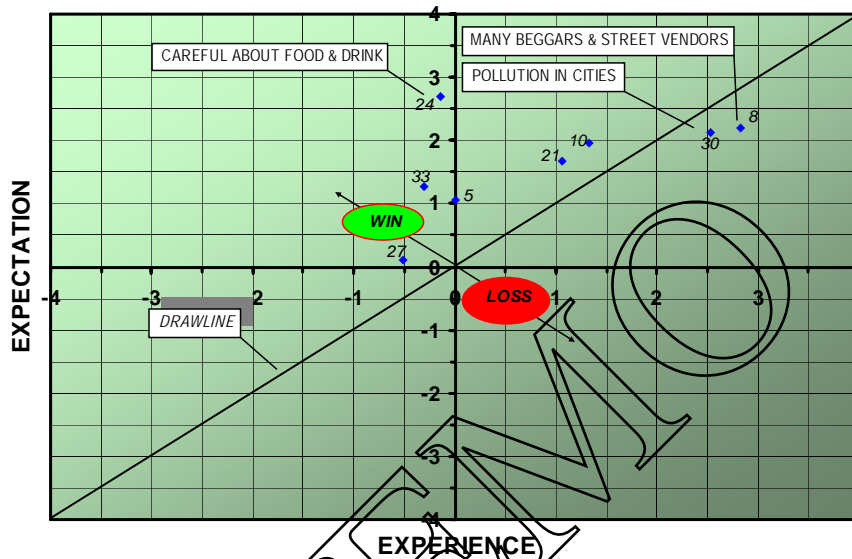 4
CAREFUL ABOUT FOOD & DRINK
MANY BEGGARS & STREET VENDORS
POLLUTION IN CITIES
3
24
8
2
30
10
21
33
5
1
WIN
27
EXPECTATION
-4
-3
-2
-1
0
1
2
3
LOSS
DRAWLINE
-1
-2
-3
-4
EXPERIENCE
EMO